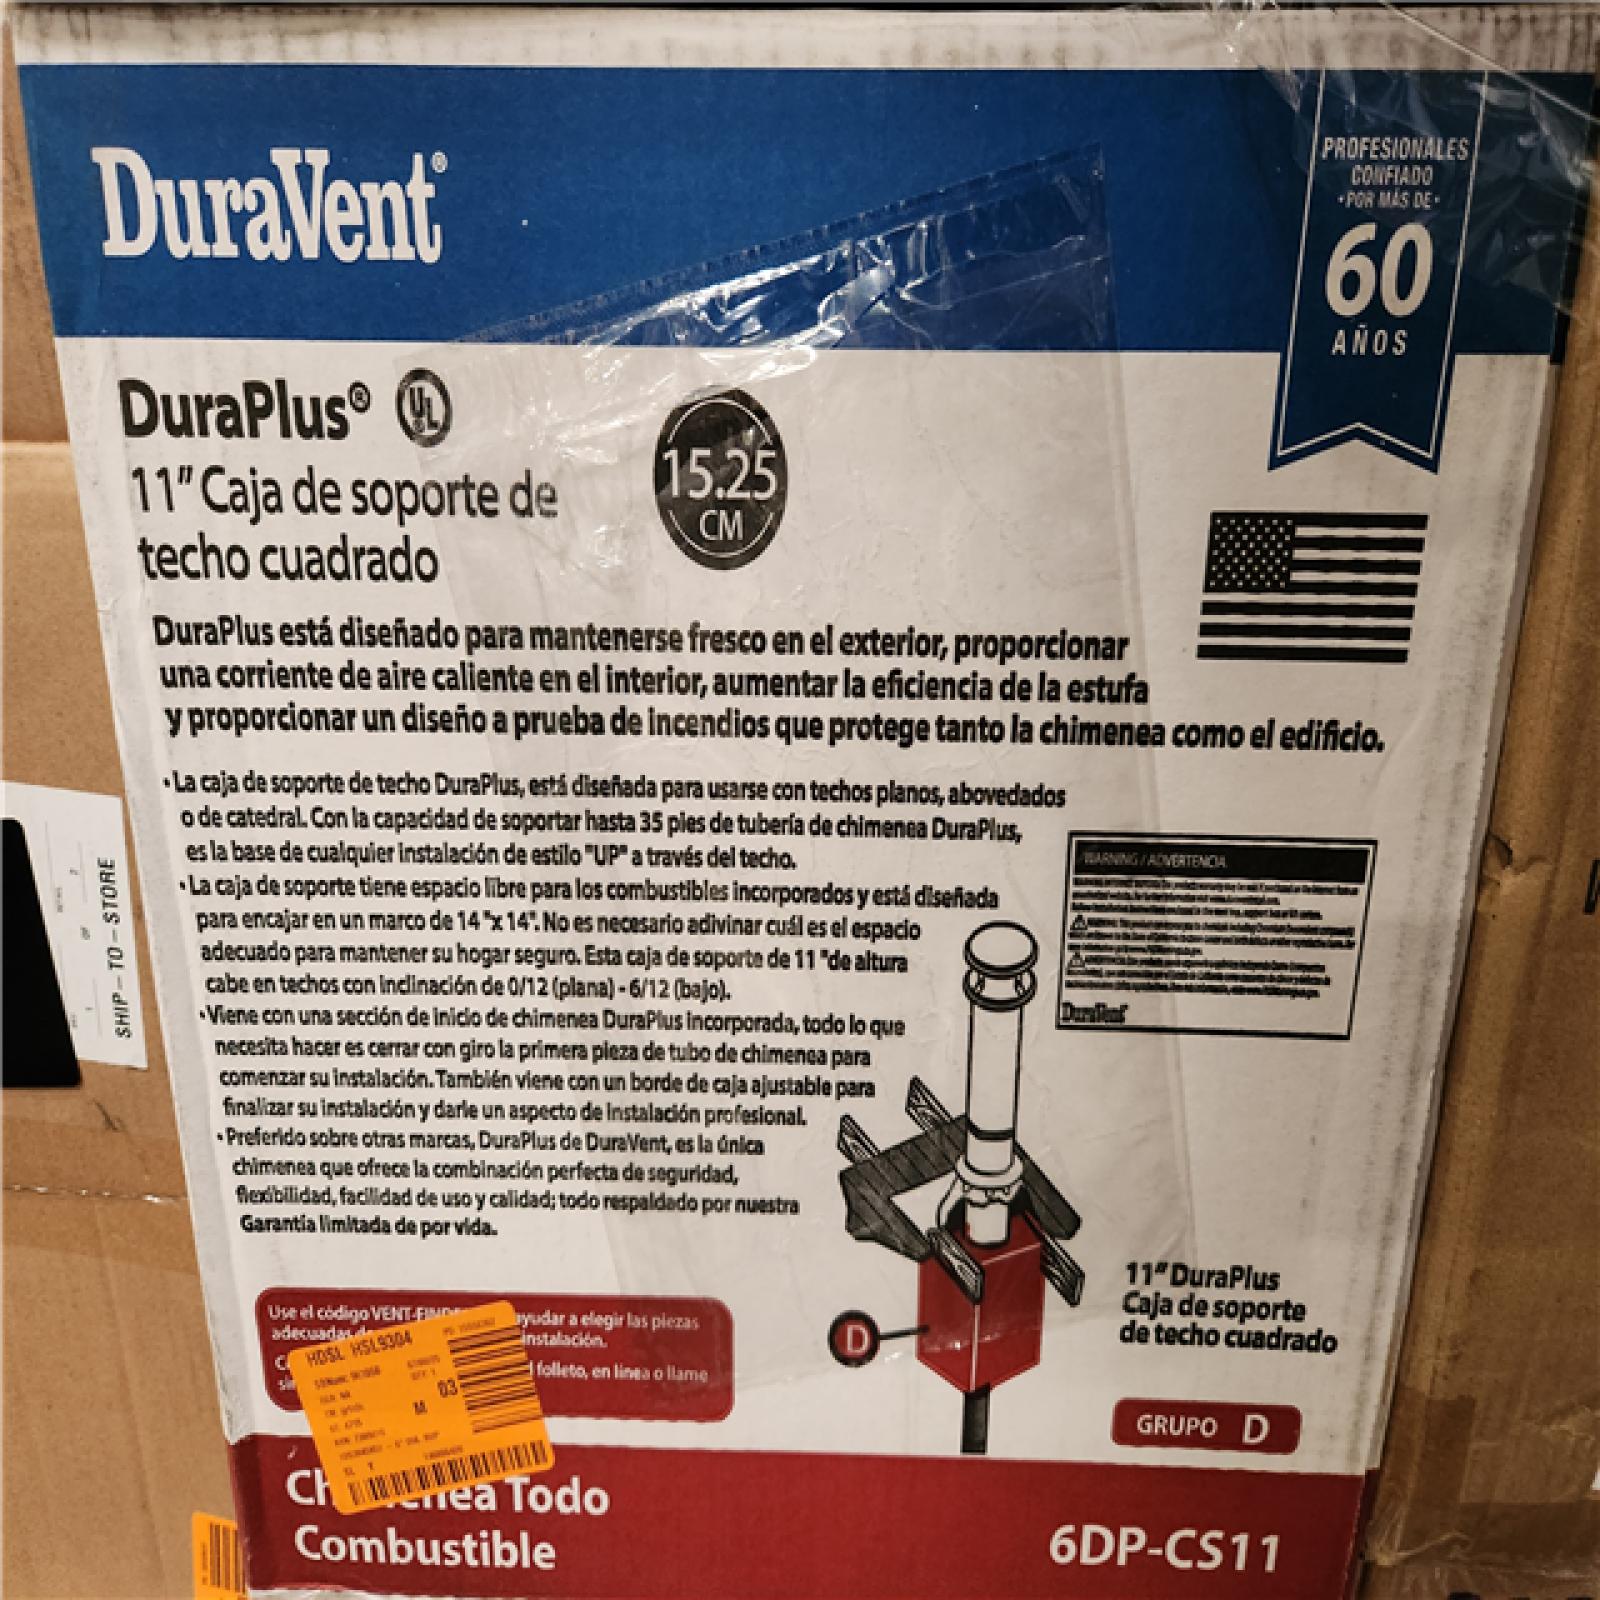 DuraVent®
PROFESIONALES
CONFIADO
•POR MÁS DE•
60
AÑOS
DuraPlus®
UL
11" Caja de soporte de
techo cuadrado
15.25
CM
DuraPlus está diseñado para mantenerse fresco en el exterior, proporcionar
una corriente de aire caliente en el interior, aumentar la eficiencia de la estufa
y proporcionar un diseño a prueba de incendios que protege tanto la chimenea como el edificio.
• La caja de soporte de techo DuraPlus, está diseñada para usarse con techos planos, abovedados
o de catedral. Con la capacidad de soportar hasta 35 pies de tubería de chimenea DuraPlus,
es la base de cualquier instalación de estilo "UP" a través del techo.
• La caja de soporte tiene espacio libre para los combustibles incorporados y está diseñada
para encajar en un marco de 14 "x 14". No es necesario adivinar cuál es el espacio
adecuado para mantener su hogar seguro. Esta caja de soporte de 11 "de altura
cabe en techos con inclinación de 0/12 (plana) - 6/12 (bajo).
• Viene con una sección de inicio de chimenea DuraPlus incorporada, todo lo que
necesita hacer es cerrar con giro la primera pieza de tubo de chimenea para
comenzar su instalación. También viene con un borde de caja ajustable para
finalizar su instalación y darle un aspecto de instalación profesional.
• Preferido sobre otras marcas, DuraPlus de DuraVent, es la única
chimenea que ofrece la combinación perfecta de seguridad,
flexibilidad, facilidad de uso y calidad; todo respaldado por nuestra
Garantía limitada de por vida.
WARNING / ADVERTENCIA
DuraVent
SHIP-TO-STORE
D
11" DuraPlus
Caja de soporte
de techo cuadrado
GRUPO D
Use el código ayudar a elegir las piezas
adecuadas instalación.
folleto, en línea o llame
HDSL HSL9304
03
M
Todo
Combustible
6DP-CS11